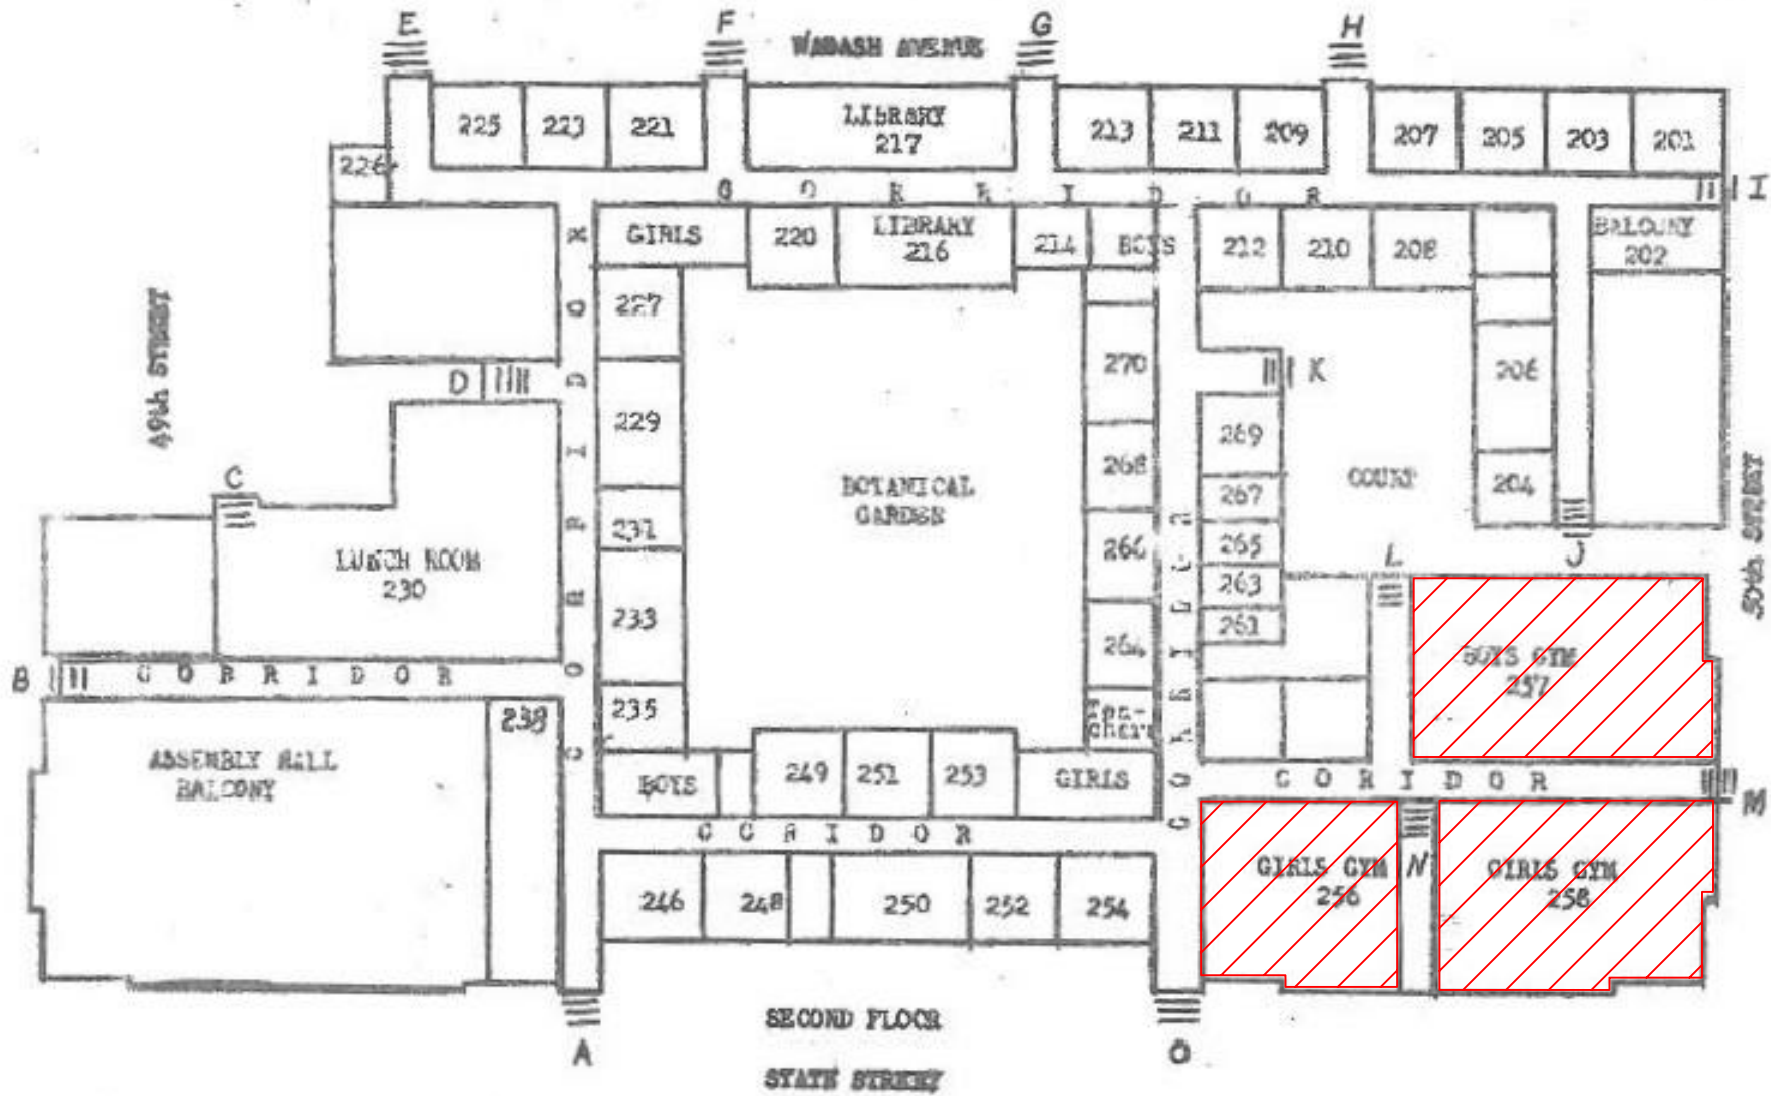 E
F
G
H
WABASH AVENUE
225
223
221
LIBRARY
217
213
211
209
207
205
203
201
226
C O R R I D O R
I
GIRLS
220
LIBRARY
216
214
BOYS
212
210
208
BALCONY
202
227
270
206
K
D
49th STREET
229
268
269
204
C
BOTANICAL
GARDEN
COURT
50th STREET
231
266
267
265
L
J
LUNCH ROOM
230
263
233
264
261
BOYS GYM
257
B
C O R R I D O R
C O R R I D O R
C O R R I D O R
235
Tea-
chers
238
ASSEMBLY HALL
BALCONY
BOYS
249
251
253
GIRLS
C O R I D O R
M
C O R I D O R
GIRLS GYM
256
N
GIRLS GYM
258
246
248
250
252
254
SECOND FLOOR
A
O
STATE STREET